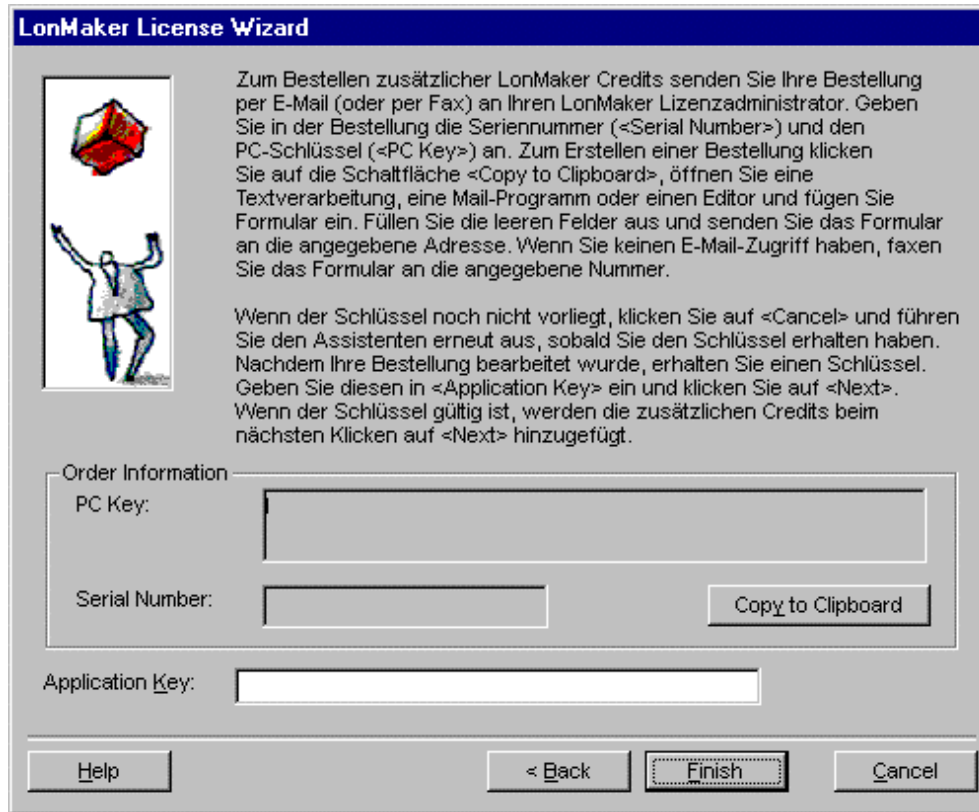 LonMaker License Wizard
Zum Bestellen zusätzlicher LonMaker Credits senden Sie Ihre Bestellung
per E-Mail (oder per Fax) an Ihren LonMaker Lizenzadministrator. Geben
Sie in der Bestellung die Seriennummer (<Serial Number>) und den
PC-Schlüssel (<PC Key>) an. Zum Erstellen einer Bestellung klicken
Sie auf die Schaltfläche <Copy to Clipboard>, öffnen Sie eine
Textverarbeitung, eine Mail-Programm oder einen Editor und fügen Sie
Formular ein. Füllen Sie die leeren Felder aus und senden Sie das Formular
an die angegebene Adresse. Wenn Sie keinen E-Mail-Zugriff haben, faxen
Sie das Formular an die angegebene Nummer.
Wenn der Schlüssel noch nicht vorliegt, klicken Sie auf <Cancel> und führen
Sie den Assistenten erneut aus, sobald Sie den Schlüssel erhalten haben.
Nachdem Ihre Bestellung bearbeitet wurde, erhalten Sie einen Schlüssel.
Geben Sie diesen in <Application Key> ein und klicken Sie auf <Next>.
Wenn der Schlüssel gültig ist, werden die zusätzlichen Credits beim
nächsten Klicken auf <Next> hinzugefügt.
Order Information
PC Key:
Serial Number:
Copy to Clipboard
Application Key:
Help
< Back
Finish
Cancel